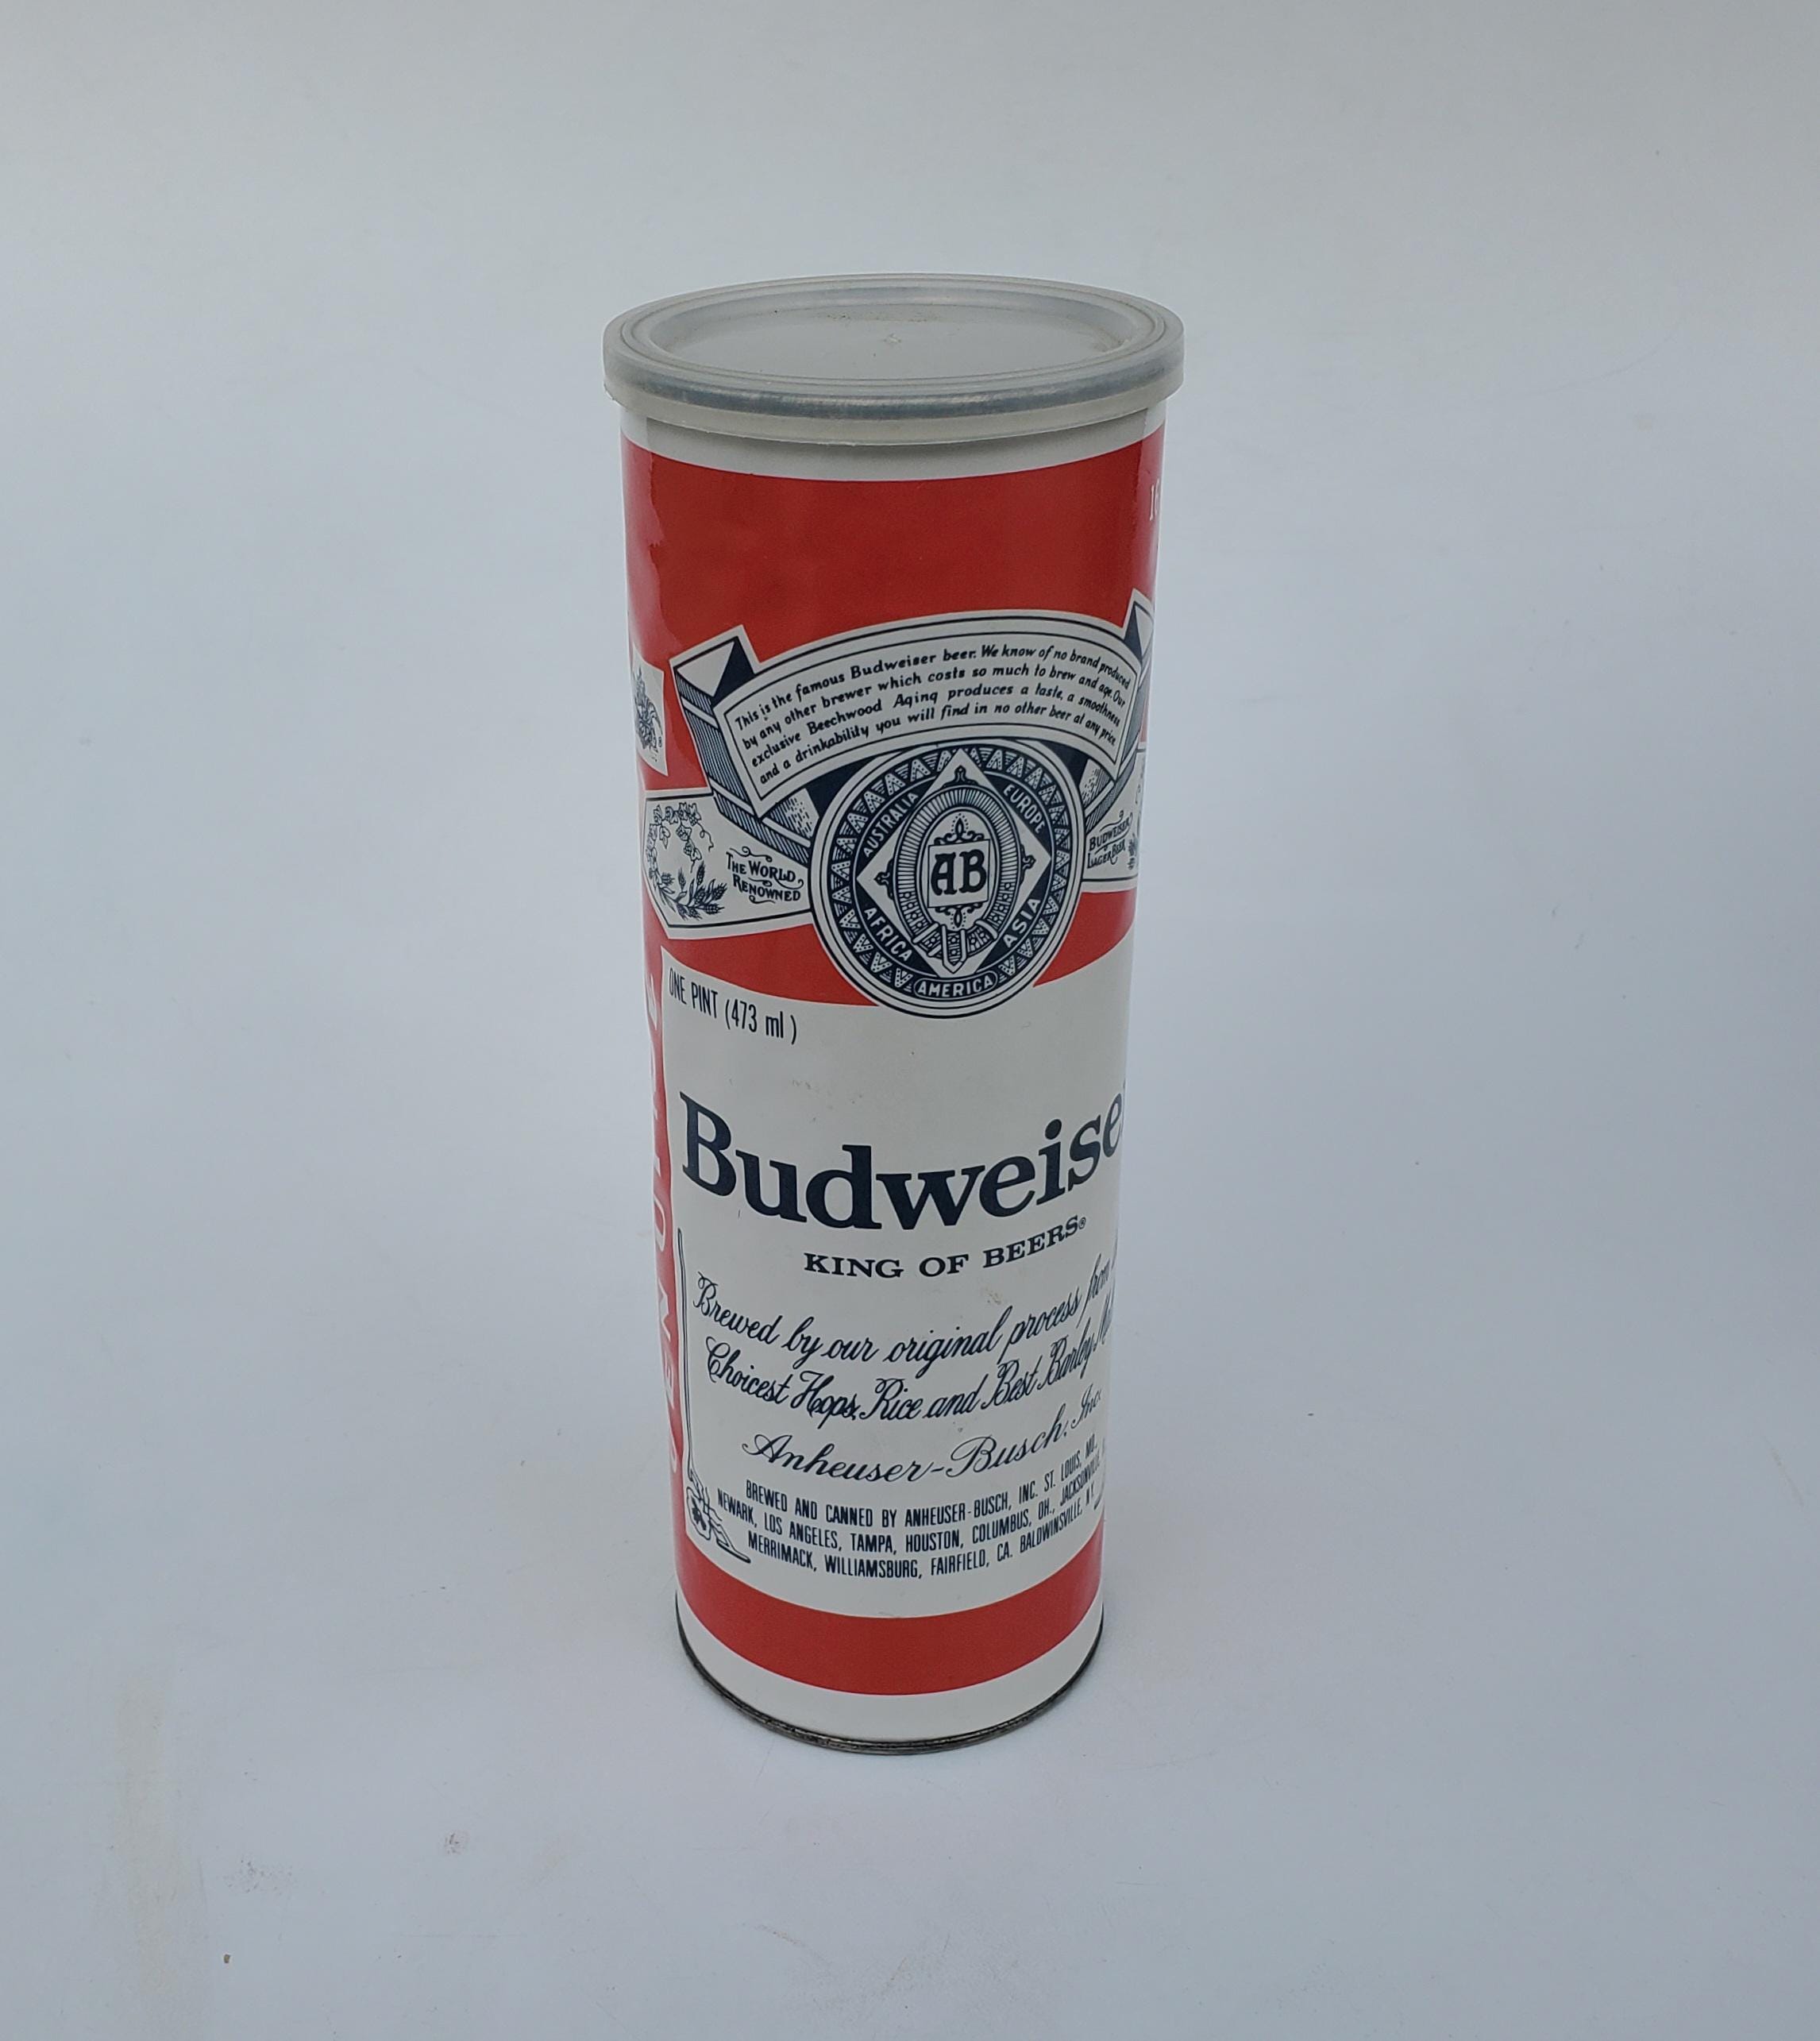 This is the famous Budweiser beer. We know of no brand produced
by any other brewer which costs so much to brew and age. Our
exclusive Beechwood Aging produces a taste, a smoothness
and a drinkability you will find in no other beer at any price.
AUSTRALIA
EUROPE
THE WORLD
RENOWNED
AB
BUDWEISER
LAGER BEER
AFRICA
ASIA
AMERICA
ONE PINT (473 ml)
Budweise
KING OF BEERS®
Brewed by our original process from
Choicest Hops, Rice and Best Barley
Anheuser-Busch, Inc.
BREWED AND CANNED BY ANHEUSER-BUSCH, INC. ST. LOUIS, MO.,
NEWARK, LOS ANGELES, TAMPA, HOUSTON, COLUMBUS, OH., JACKSONVILLE,
MERRIMACK, WILLIAMSBURG, FAIRFIELD, CA. BALDWINSVILLE, NY